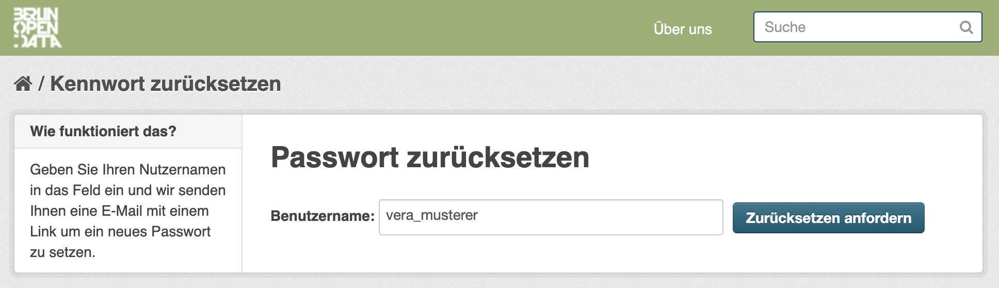 BERLIN
OPEN
DATA
Über uns
Suche
/ Kennwort zurücksetzen
Wie funktioniert das?
Geben Sie Ihren Nutzernamen
in das Feld ein und wir senden
Ihnen eine E-Mail mit einem
Link um ein neues Passwort
zu setzen.
Passwort zurücksetzen
Benutzername: vera_musterer Zurücksetzen anfordern